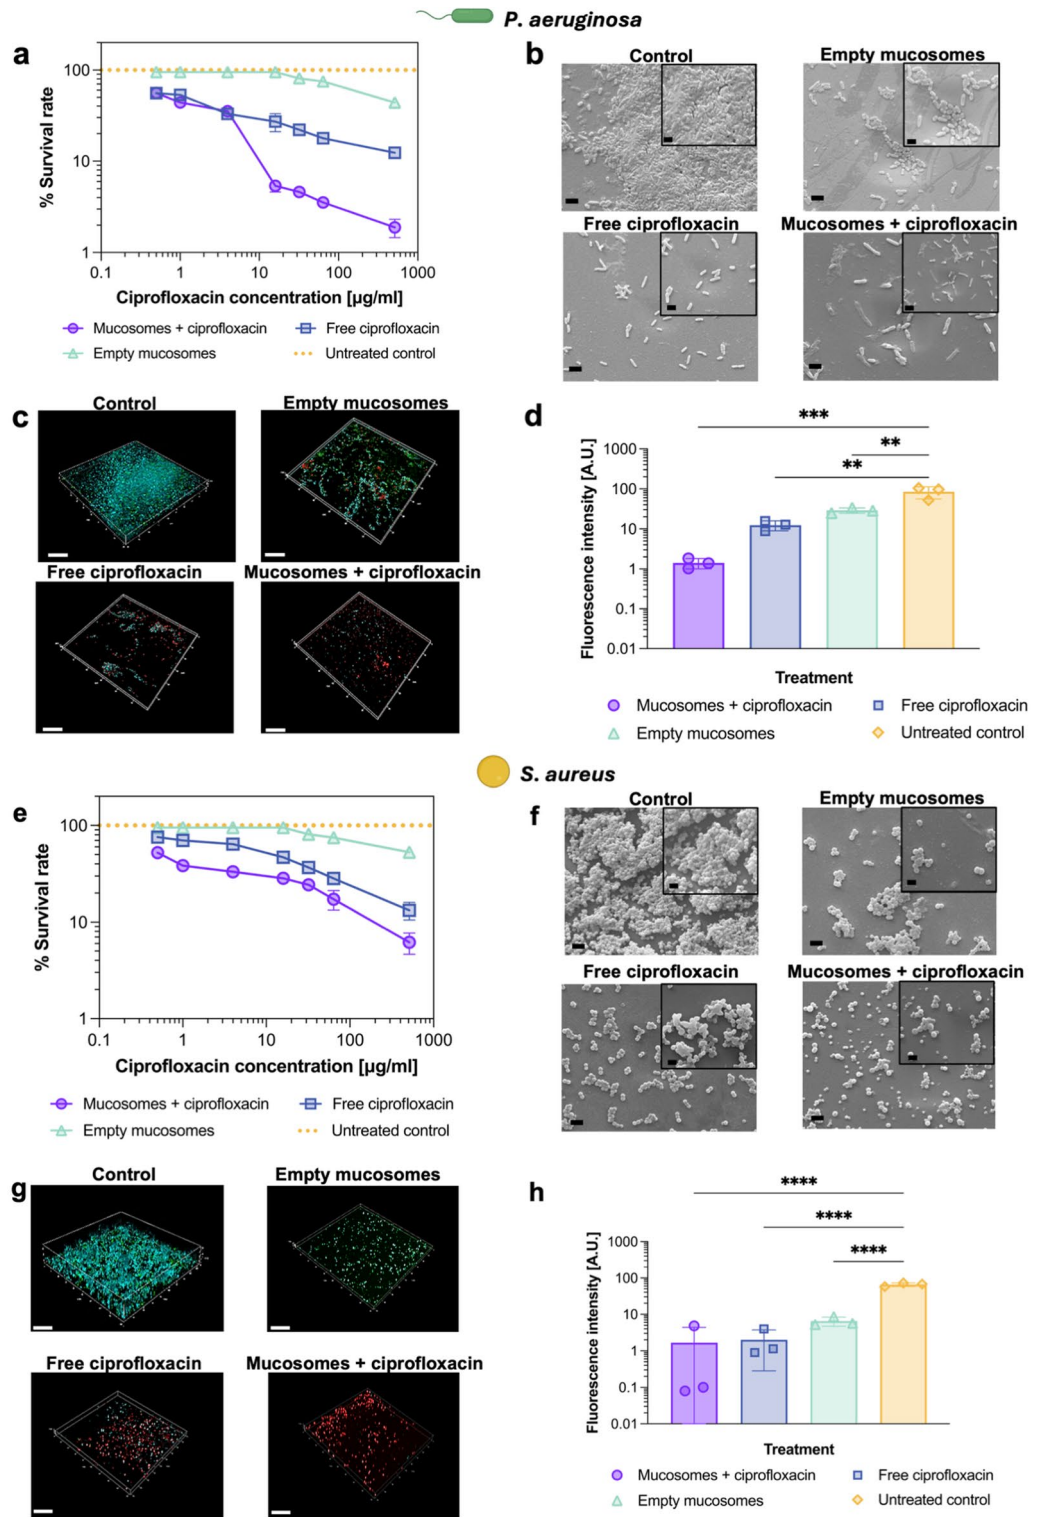 P. aeruginosa
a
% Survival rate
100
10
1
0.1 1 10 100 1000
Ciprofloxacin concentration [µg/ml]
Mucosomes + ciprofloxacin
Free ciprofloxacin
Empty mucosomes
Untreated control
b
Control
Empty mucosomes
Free ciprofloxacin
Mucosomes + ciprofloxacin
c
Control
Empty mucosomes
Free ciprofloxacin
Mucosomes + ciprofloxacin
d
***
**
**
Fluorescence intensity [A.U.]
1000
100
10
1
0.1
0.01
Treatment
Mucosomes + ciprofloxacin
Free ciprofloxacin
Empty mucosomes
Untreated control
S. aureus
e
% Survival rate
100
10
1
0.1 1 10 100 1000
Ciprofloxacin concentration [µg/ml]
Mucosomes + ciprofloxacin
Free ciprofloxacin
Empty mucosomes
Untreated control
f
Control
Empty mucosomes
Free ciprofloxacin
Mucosomes + ciprofloxacin
g
Control
Empty mucosomes
Free ciprofloxacin
Mucosomes + ciprofloxacin
h
****
****
****
Fluorescence intensity [A.U.]
1000
100
10
1
0.1
0.01
Treatment
Mucosomes + ciprofloxacin
Free ciprofloxacin
Empty mucosomes
Untreated control